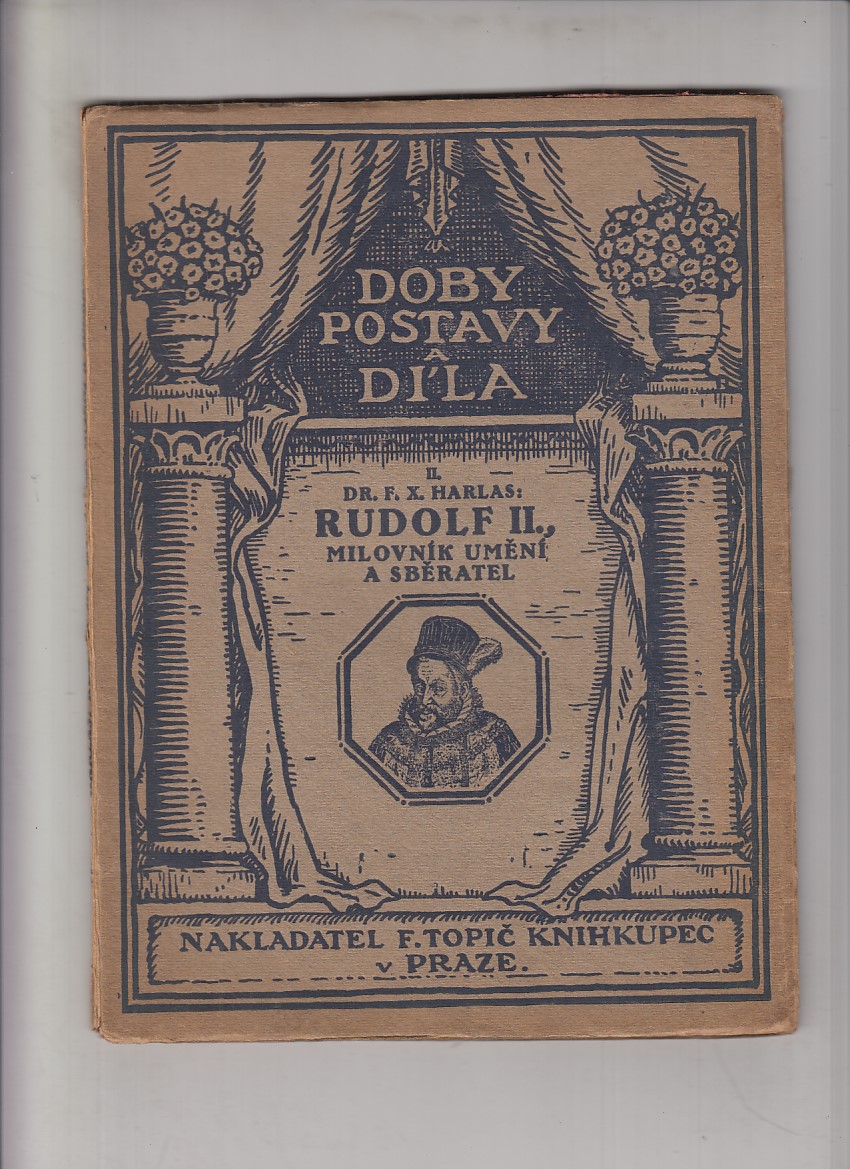 DOBY
POSTAVY
A
DÍLA
II.
DR. F. X. HARLAS:
RUDOLF II.,
MILOVNÍK UMĚNÍ
A SBĚRATEL
NAKLADATEL F. TOPIČ KNIHKUPEC
v PRAZE.